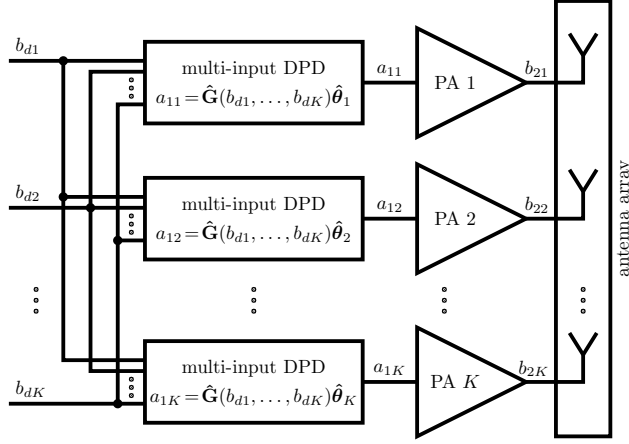 b_{d1}
multi-input DPD
a_{11} = Ĝ(b_{d1}, . . . , b_{dK})θ̂_1
a_{11}
PA 1
b_{21}
b_{d2}
multi-input DPD
a_{12} = Ĝ(b_{d1}, . . . , b_{dK})θ̂_2
a_{12}
PA 2
b_{22}
b_{dK}
multi-input DPD
a_{1K} = Ĝ(b_{d1}, . . . , b_{dK})θ̂_K
a_{1K}
PA K
b_{2K}
antenna array